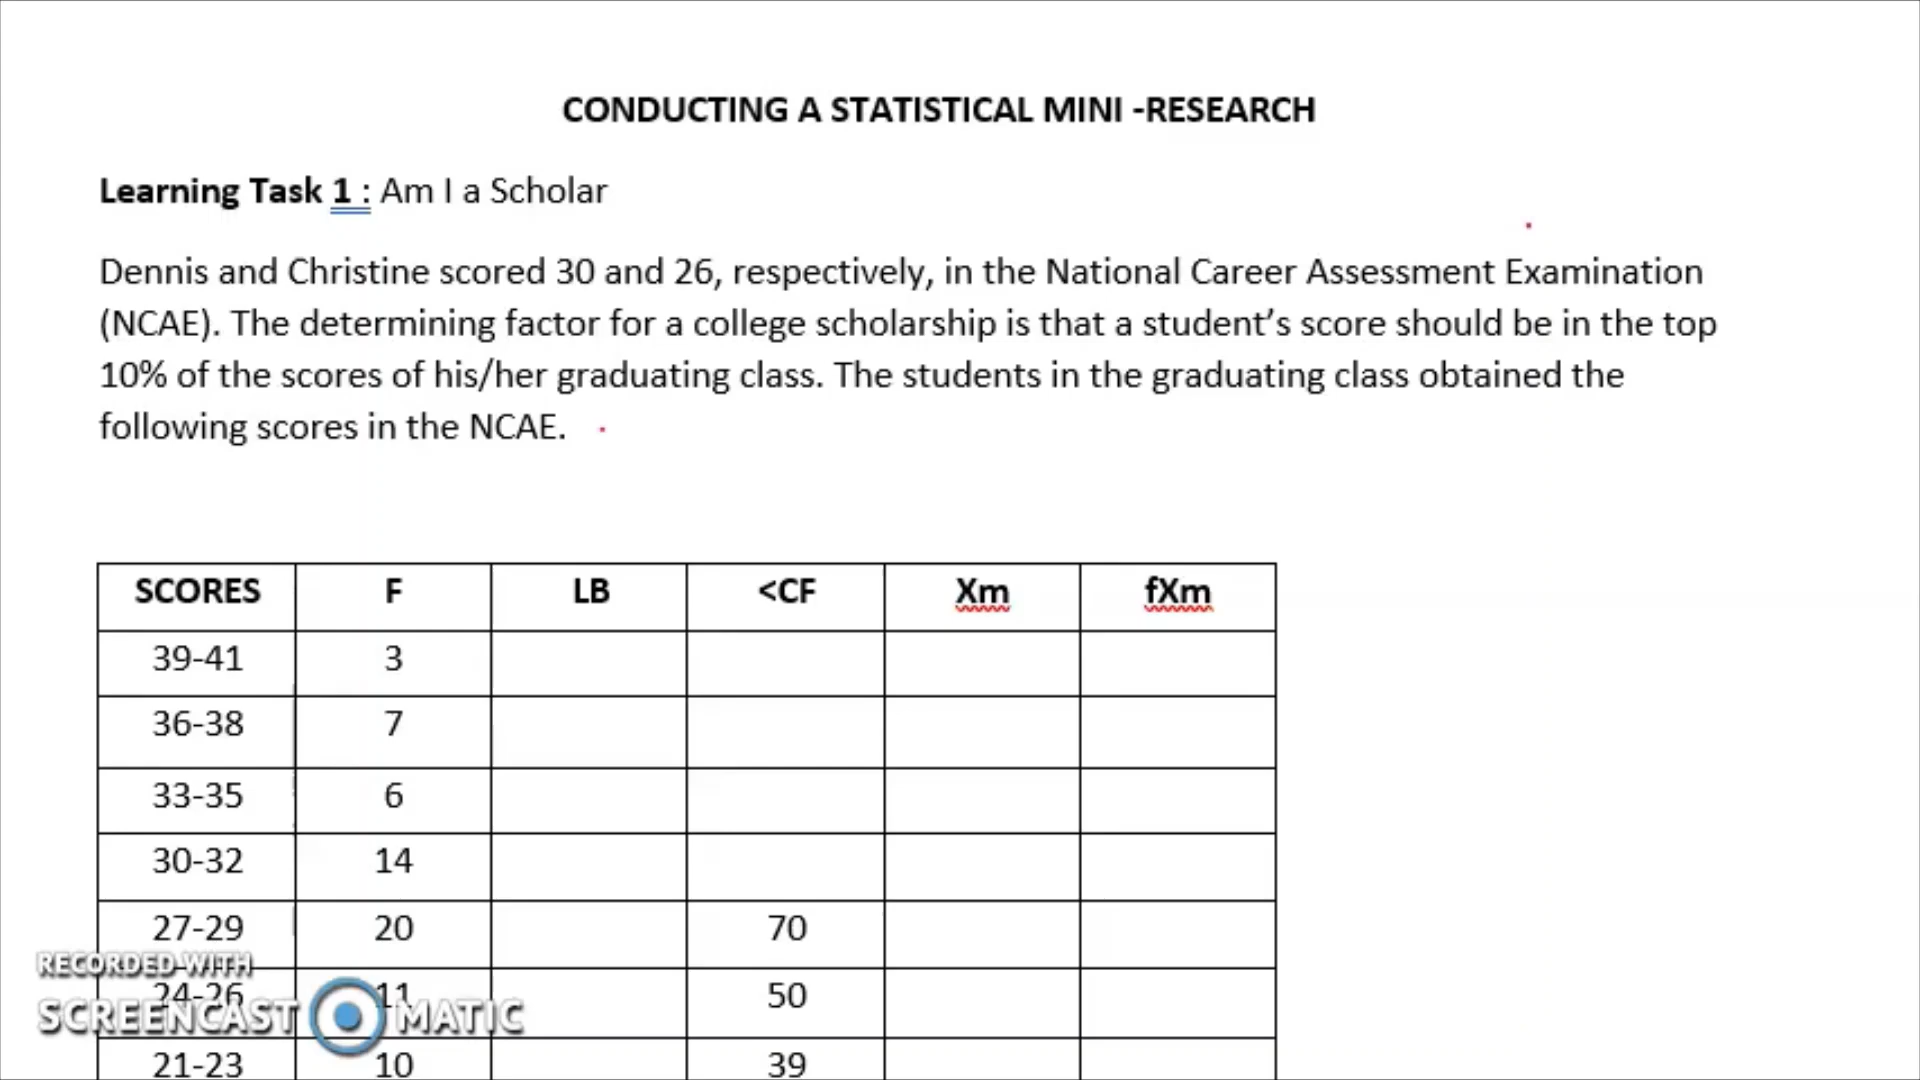 CONDUCTING A STATISTICAL MINI -RESEARCH
Learning Task 1 : Am I a Scholar
Dennis and Christine scored 30 and 26, respectively, in the National Career Assessment Examination
(NCAE). The determining factor for a college scholarship is that a student’s score should be in the top
10% of the scores of his/her graduating class. The students in the graduating class obtained the
following scores in the NCAE.
SCORES F LB <CF Xm fXm
39-41 3
36-38 7
33-35 6
30-32 14
27-29 20 70
24-26 11 50
21-23 10 39
RECORDED WITH
SCREENCAST MATIC